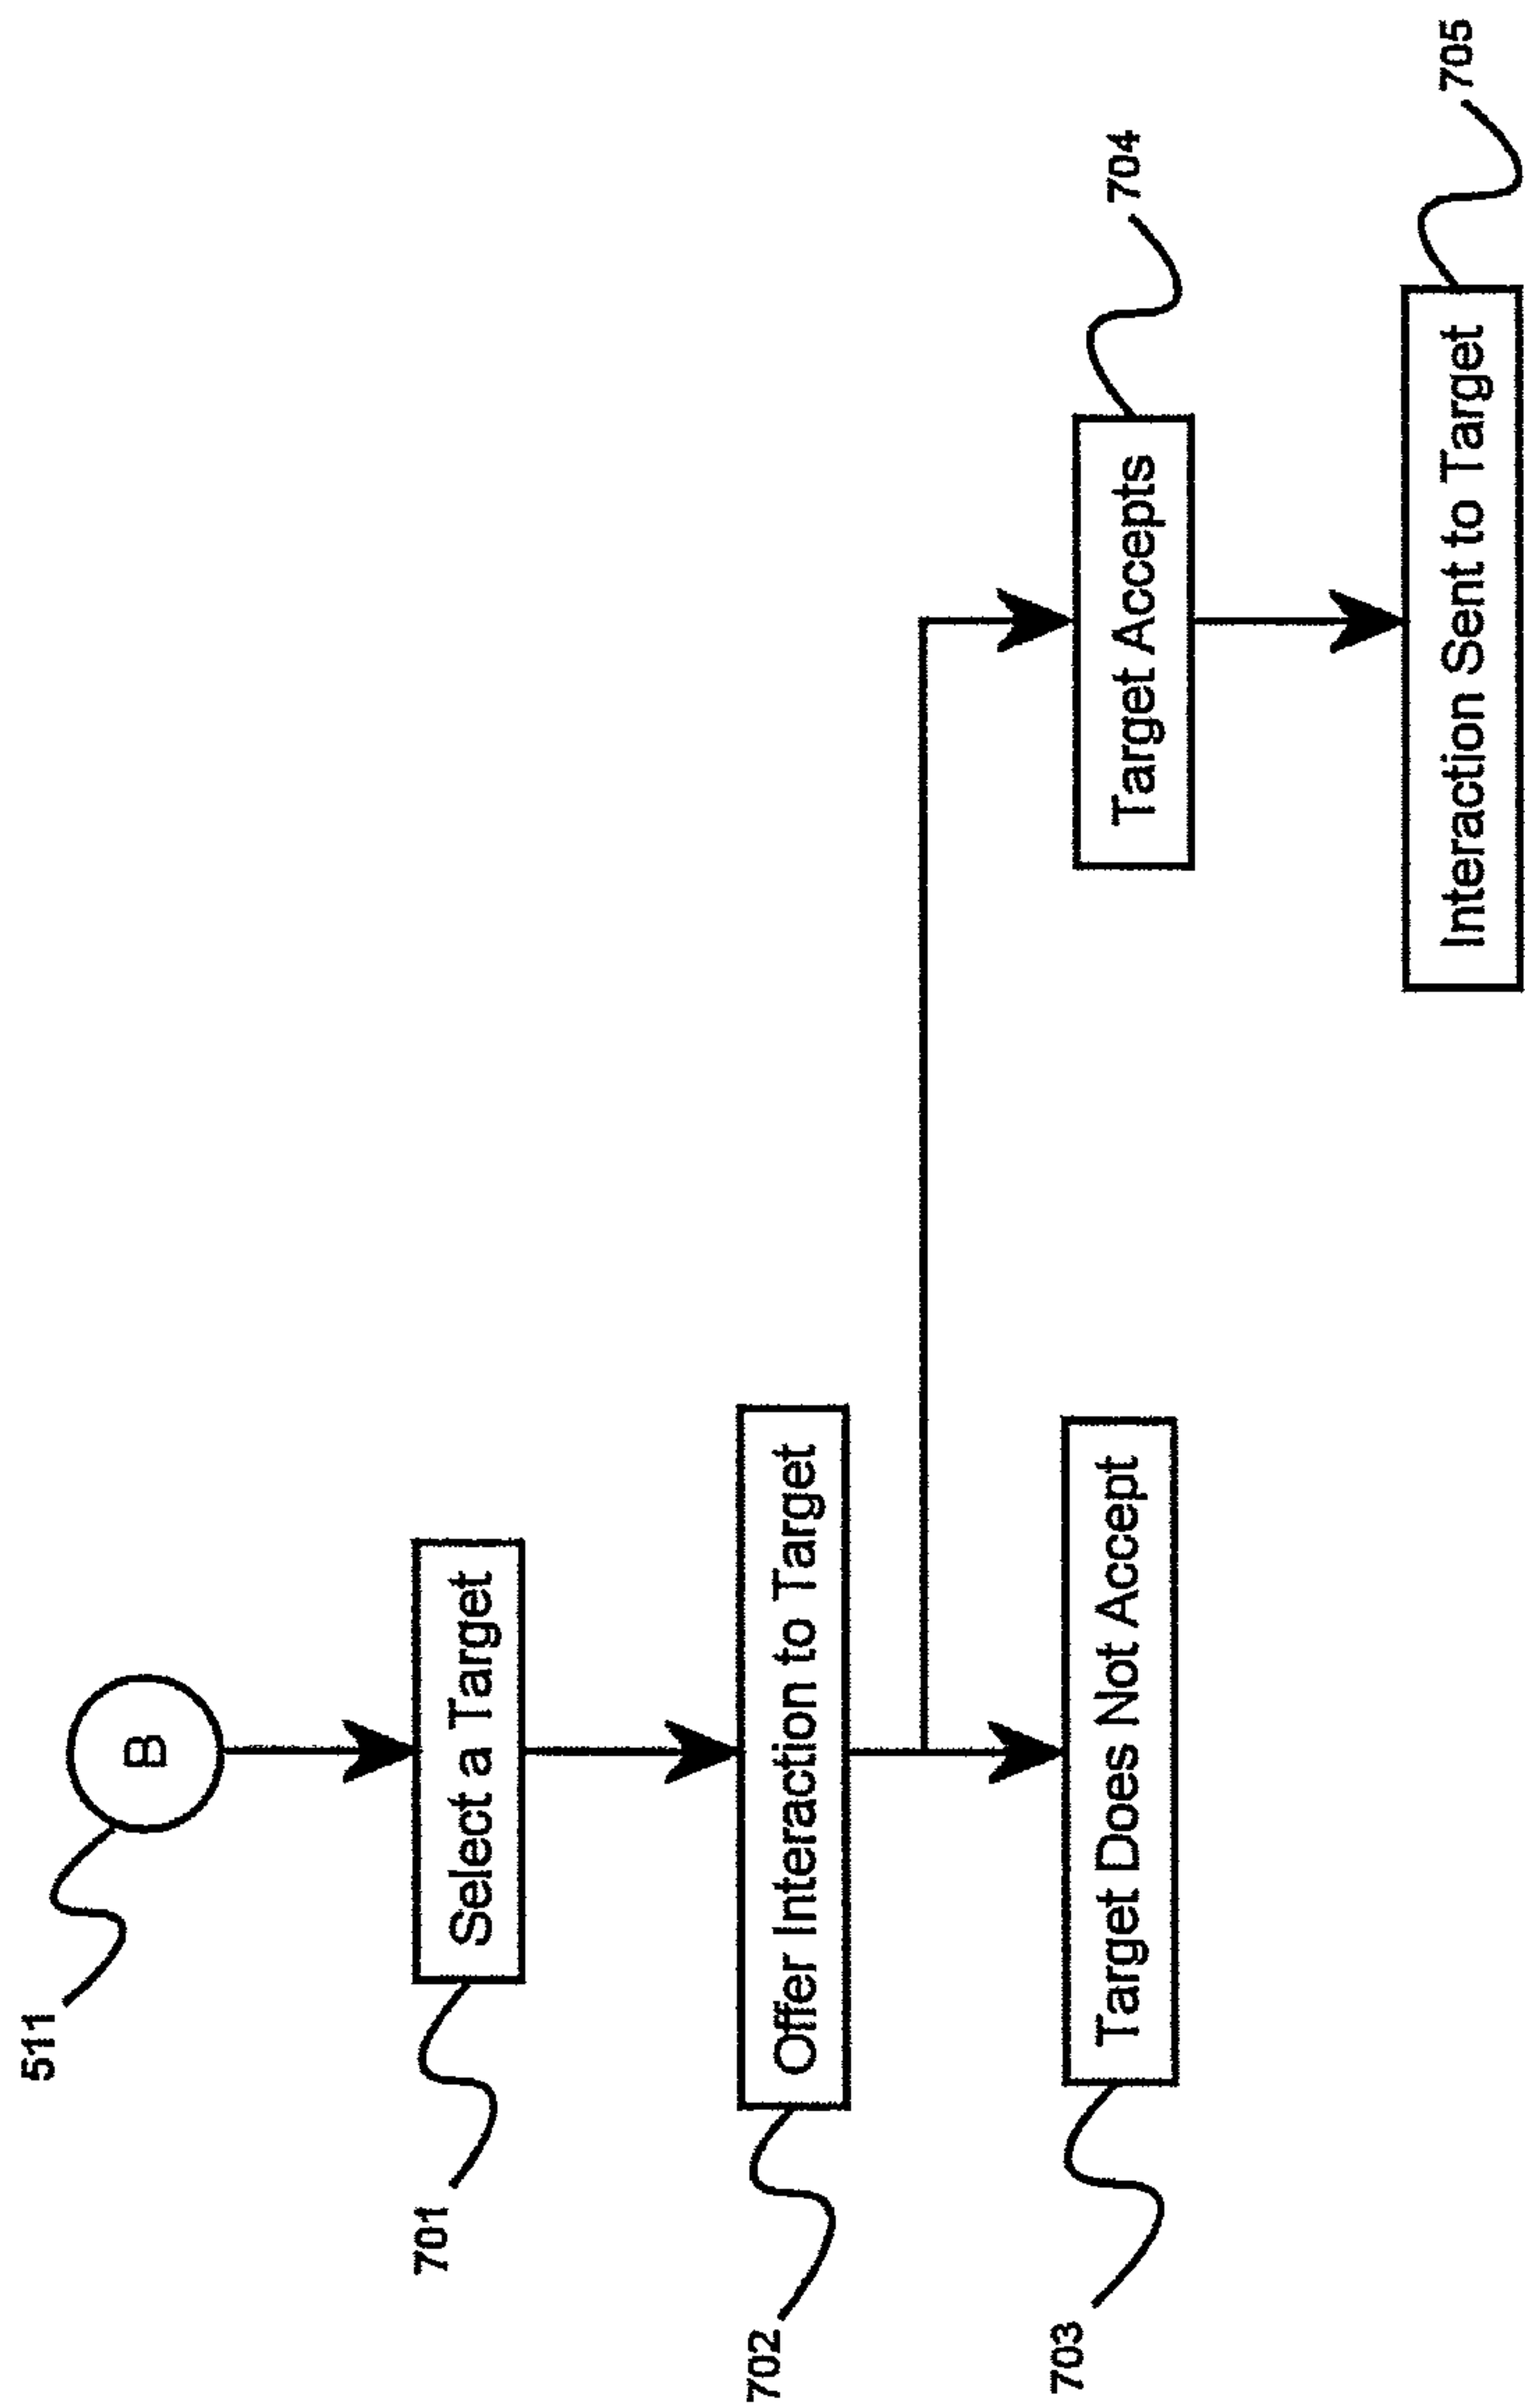 511
B
701
Select a Target
702
Offer Interaction to Target
703
Target Does Not Accept
704
Target Accepts
705
Interaction Sent to Target